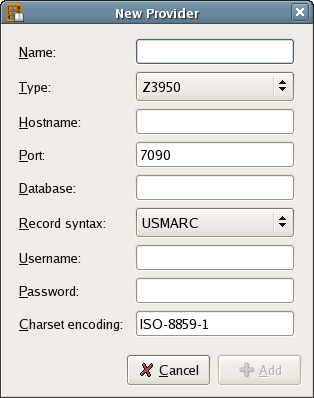 New Provider
Name:
Type: Z3950
Hostname:
Port: 7090
Database:
Record syntax: USMARC
Username:
Password:
Charset encoding: ISO-8859-1
Cancel Add